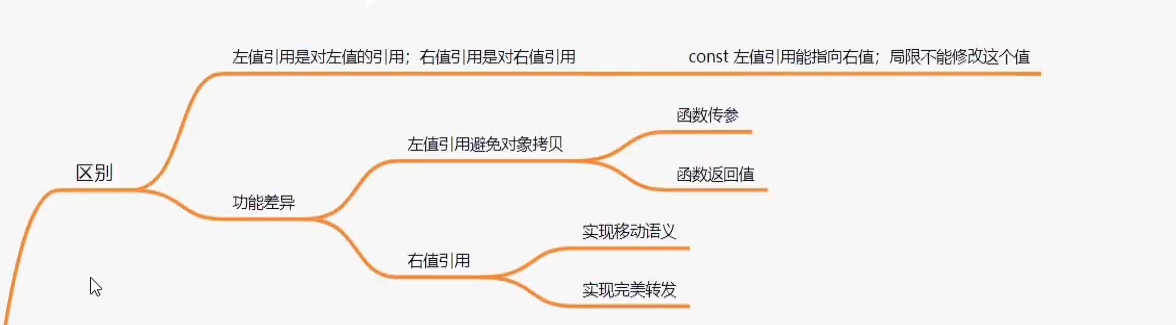 左值引用是对左值的引用；右值引用是对右值引用
const 左值引用能指向右值；局限不能修改这个值
函数传参
左值引用避免对象拷贝
区别
函数返回值
功能差异
实现移动语义
右值引用
实现完美转发